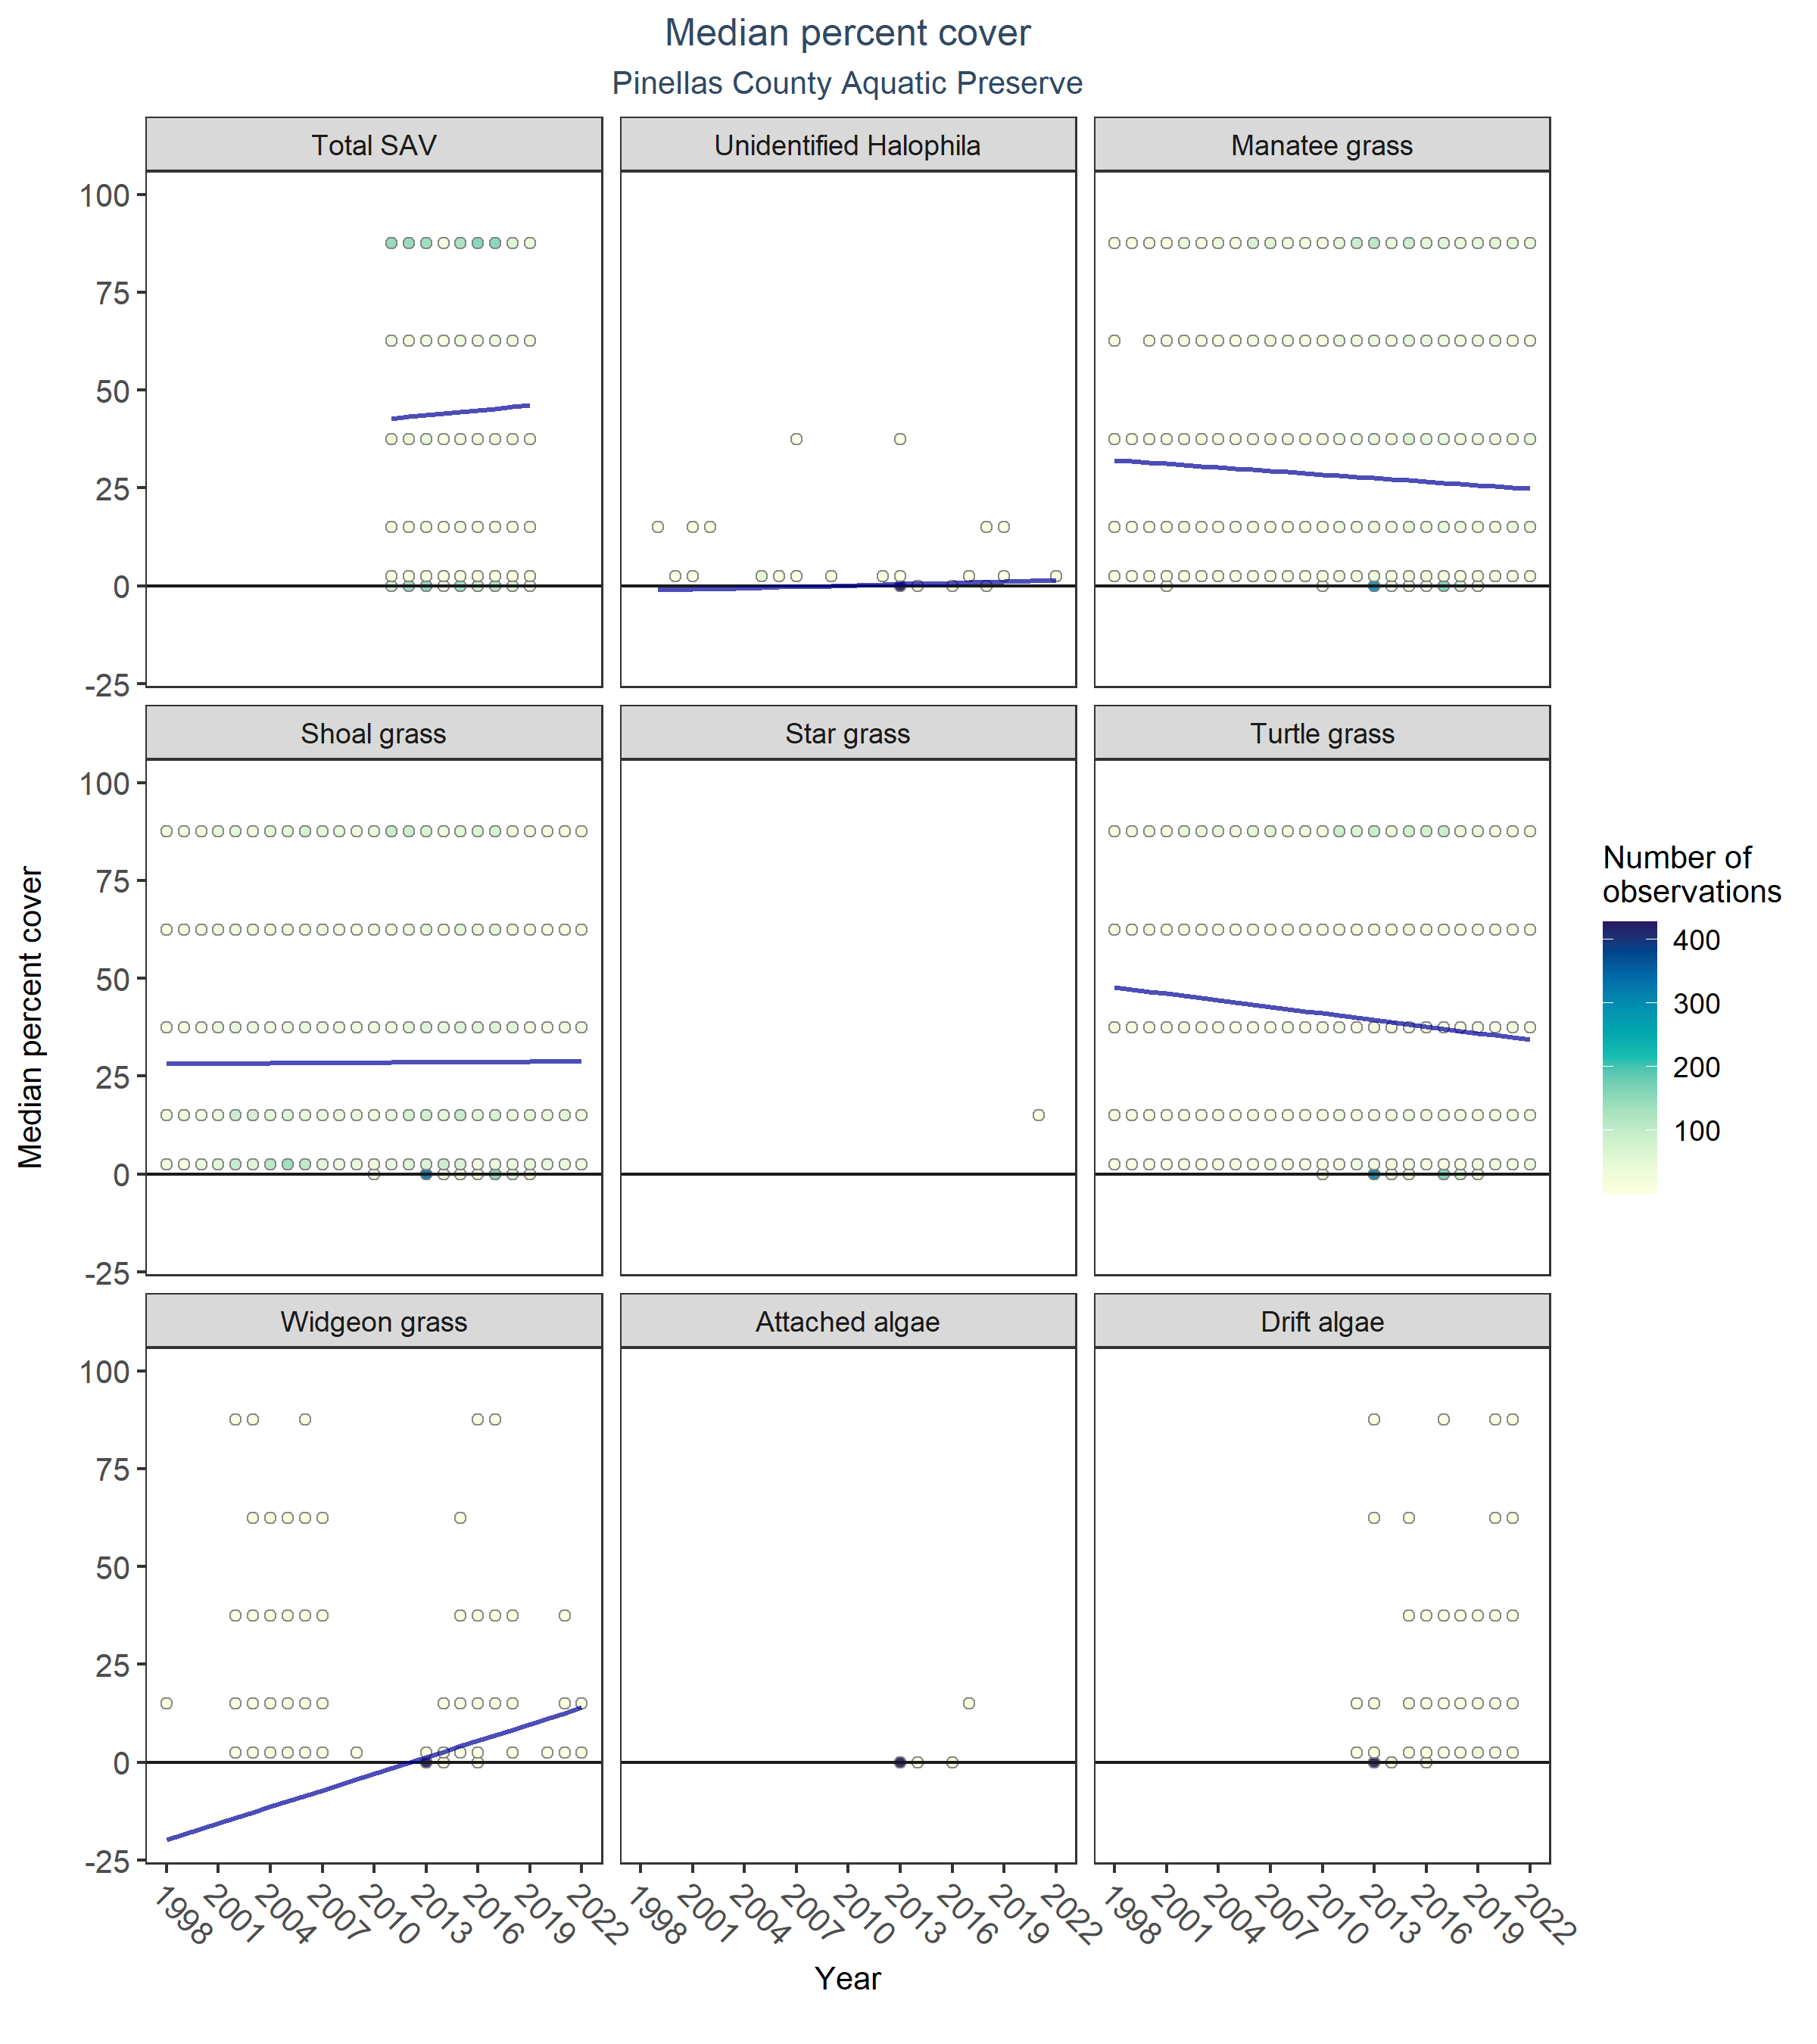 Median percent cover
Pinellas County Aquatic Preserve
Total SAV
Unidentified Halophila
Manatee grass
100
75
50
25
0
-25
Shoal grass
Star grass
Turtle grass
100
75
50
25
0
-25
Widgeon grass
Attached algae
Drift algae
100
75
50
25
0
-25
1998 2001 2004 2007 2010 2013 2016 2019 2022
1998 2001 2004 2007 2010 2013 2016 2019 2022
1998 2001 2004 2007 2010 2013 2016 2019 2022
Year
Median percent cover
Number of
observations
400
300
200
100